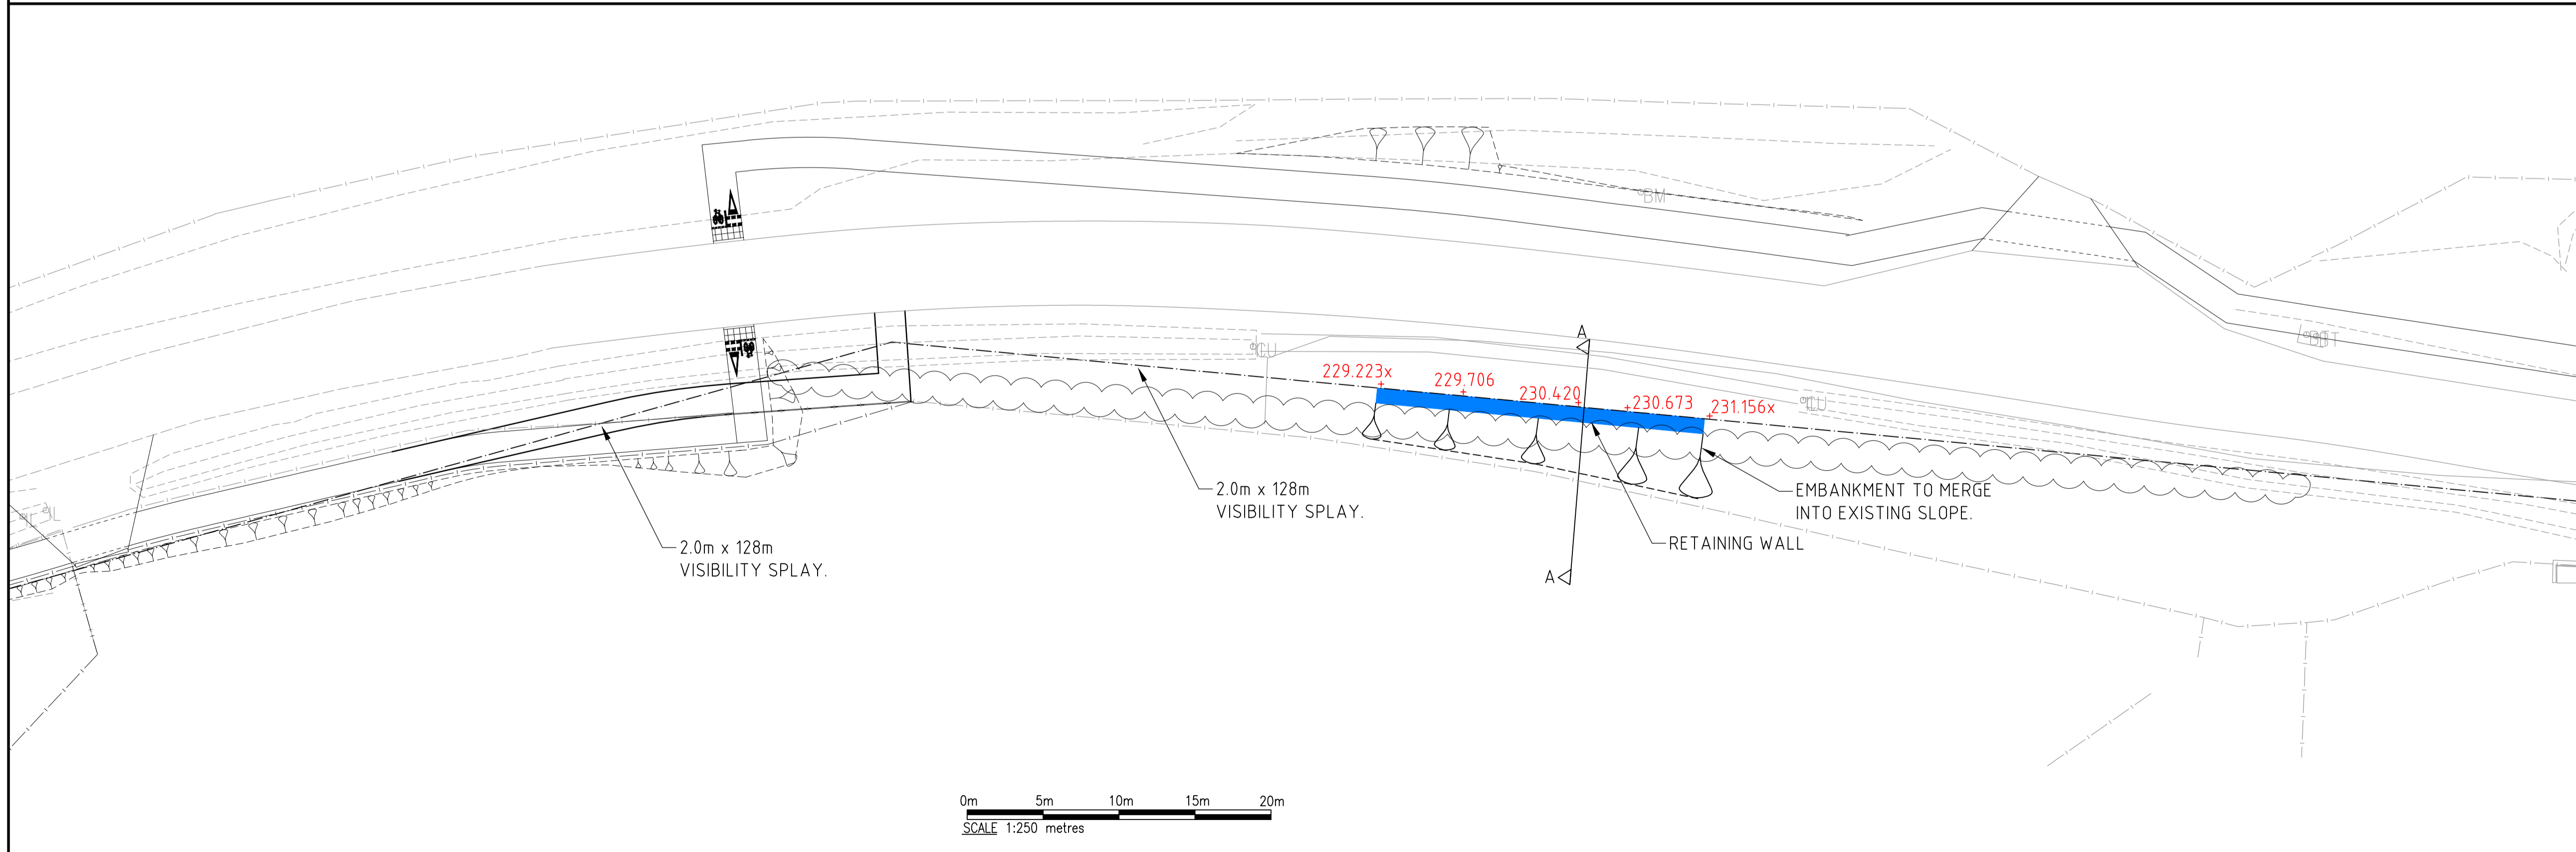 BM
A
229.223x
229.706
230.420
230.673
231.156x
2.0m x 128m
VISIBILITY SPLAY.
EMBANKMENT TO MERGE
INTO EXISTING SLOPE.
RETAINING WALL
2.0m x 128m
VISIBILITY SPLAY.
A
0m 5m 10m 15m 20m
SCALE 1:250 metres